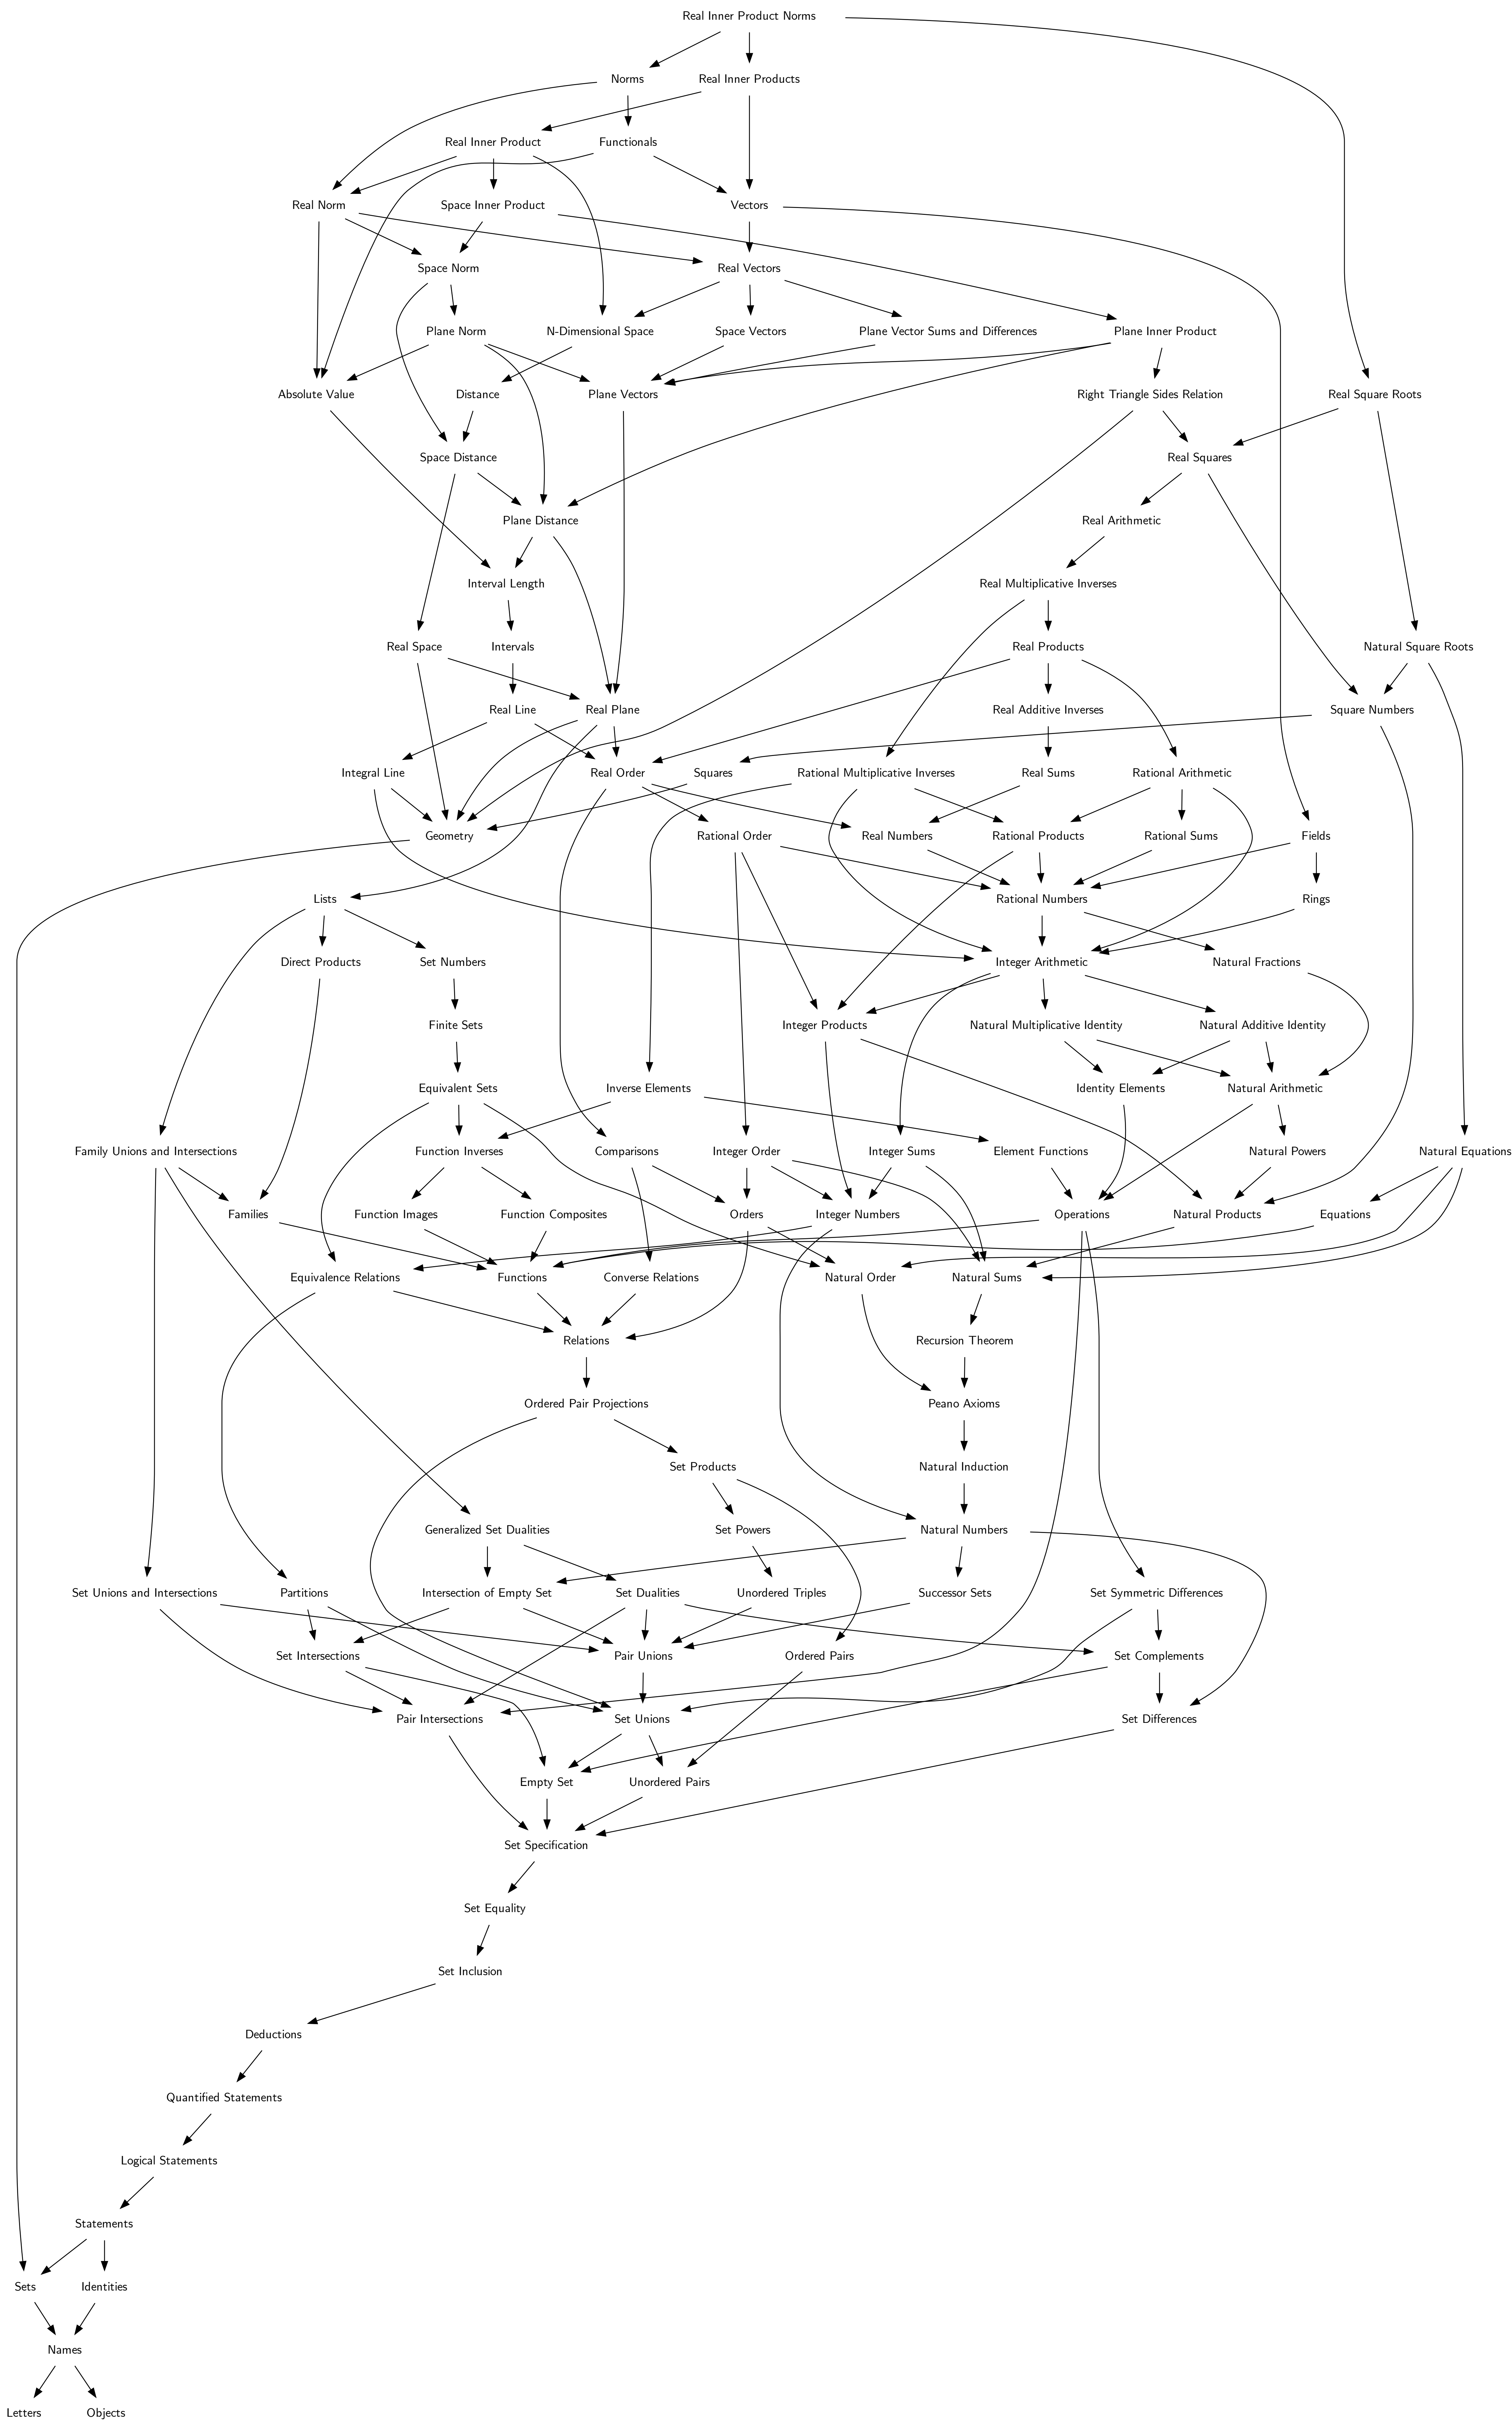 Real Inner Product Norms
Norms
Real Inner Products
Real Inner Product
Functionals
Real Norm
Space Inner Product
Vectors
Space Norm
Real Vectors
Plane Norm
N-Dimensional Space
Space Vectors
Plane Vector Sums and Differences
Plane Inner Product
Absolute Value
Distance
Plane Vectors
Right Triangle Sides Relation
Real Square Roots
Space Distance
Real Squares
Plane Distance
Real Arithmetic
Interval Length
Real Multiplicative Inverses
Real Space
Intervals
Real Products
Natural Square Roots
Real Line
Real Plane
Real Additive Inverses
Square Numbers
Integral Line
Real Order
Squares
Rational Multiplicative Inverses
Real Sums
Rational Arithmetic
Geometry
Rational Order
Real Numbers
Rational Products
Rational Sums
Fields
Lists
Rational Numbers
Rings
Direct Products
Set Numbers
Integer Arithmetic
Natural Fractions
Finite Sets
Integer Products
Natural Multiplicative Identity
Natural Additive Identity
Equivalent Sets
Inverse Elements
Identity Elements
Natural Arithmetic
Family Unions and Intersections
Function Inverses
Comparisons
Integer Order
Integer Sums
Element Functions
Natural Powers
Natural Equations
Families
Function Images
Function Composites
Orders
Integer Numbers
Operations
Natural Products
Equations
Equivalence Relations
Functions
Converse Relations
Natural Order
Natural Sums
Relations
Recursion Theorem
Ordered Pair Projections
Peano Axioms
Set Products
Natural Induction
Generalized Set Dualities
Set Powers
Natural Numbers
Set Unions and Intersections
Partitions
Intersection of Empty Set
Set Dualities
Unordered Triples
Successor Sets
Set Symmetric Differences
Set Intersections
Pair Unions
Ordered Pairs
Set Complements
Pair Intersections
Set Unions
Set Differences
Empty Set
Unordered Pairs
Set Specification
Set Equality
Set Inclusion
Deductions
Quantified Statements
Logical Statements
Statements
Sets
Identities
Names
Letters
Objects